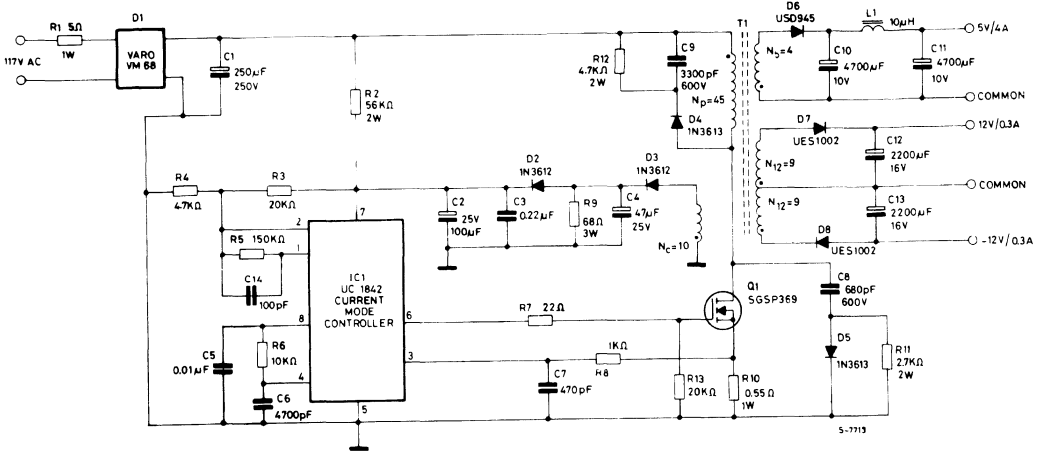 R1 5Ω
1W
117V AC
D1
VARO
VM 68
C1
250µF
250V
R2
56KΩ
2W
R12
4.7KΩ
2W
C9
3300pF
600V
Np=45
D4
1N3613
T1
D6
USD945
L1
10µH
5V/4A
N5=4
C10
4700µF
10V
C11
4700µF
10V
COMMON
D7
UES1002
12V/0.3A
N12=9
C12
2200µF
16V
COMMON
N12=9
C13
2200µF
16V
D8
UES1002
-12V/0.3A
R4
4.7KΩ
R3
20KΩ
D2
1N3612
D3
1N3612
C2
25V
100µF
C3
0.22µF
R9
68Ω
3W
C4
47µF
25V
Nc=10
7
2
R5 150KΩ
1
C14
100pF
IC1
UC 1842
CURRENT
MODE
CONTROLLER
8
6
3
4
5
C5
0.01µF
R6
10KΩ
C6
4700pF
R7 22Ω
1KΩ
R8
C7
470pF
Q1
SGSP369
R13
20KΩ
R10
0.55Ω
1W
C8
680pF
600V
D5
1N3613
R11
2.7KΩ
2W
S-7713